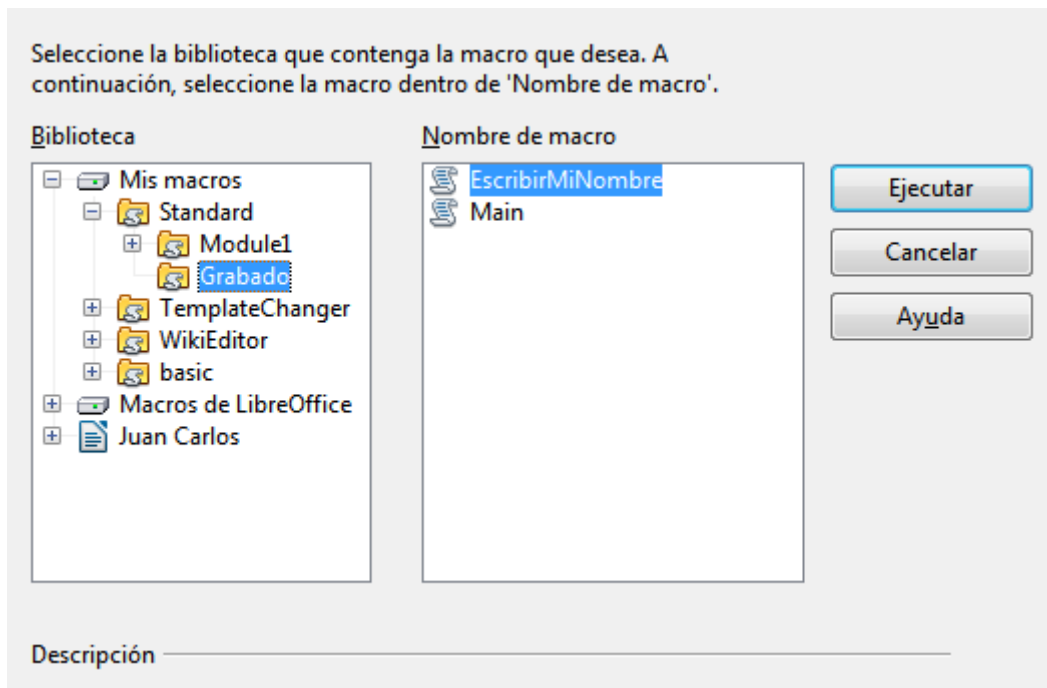 Seleccione la biblioteca que contenga la macro que desea. A
continuación, seleccione la macro dentro de 'Nombre de macro'.
Biblioteca
Mis macros
Standard
Module1
Grabado
TemplateChanger
WikiEditor
basic
Macros de LibreOffice
Juan Carlos
Nombre de macro
EscribirMiNombre
Main
Ejecutar
Cancelar
Ayuda
Descripción